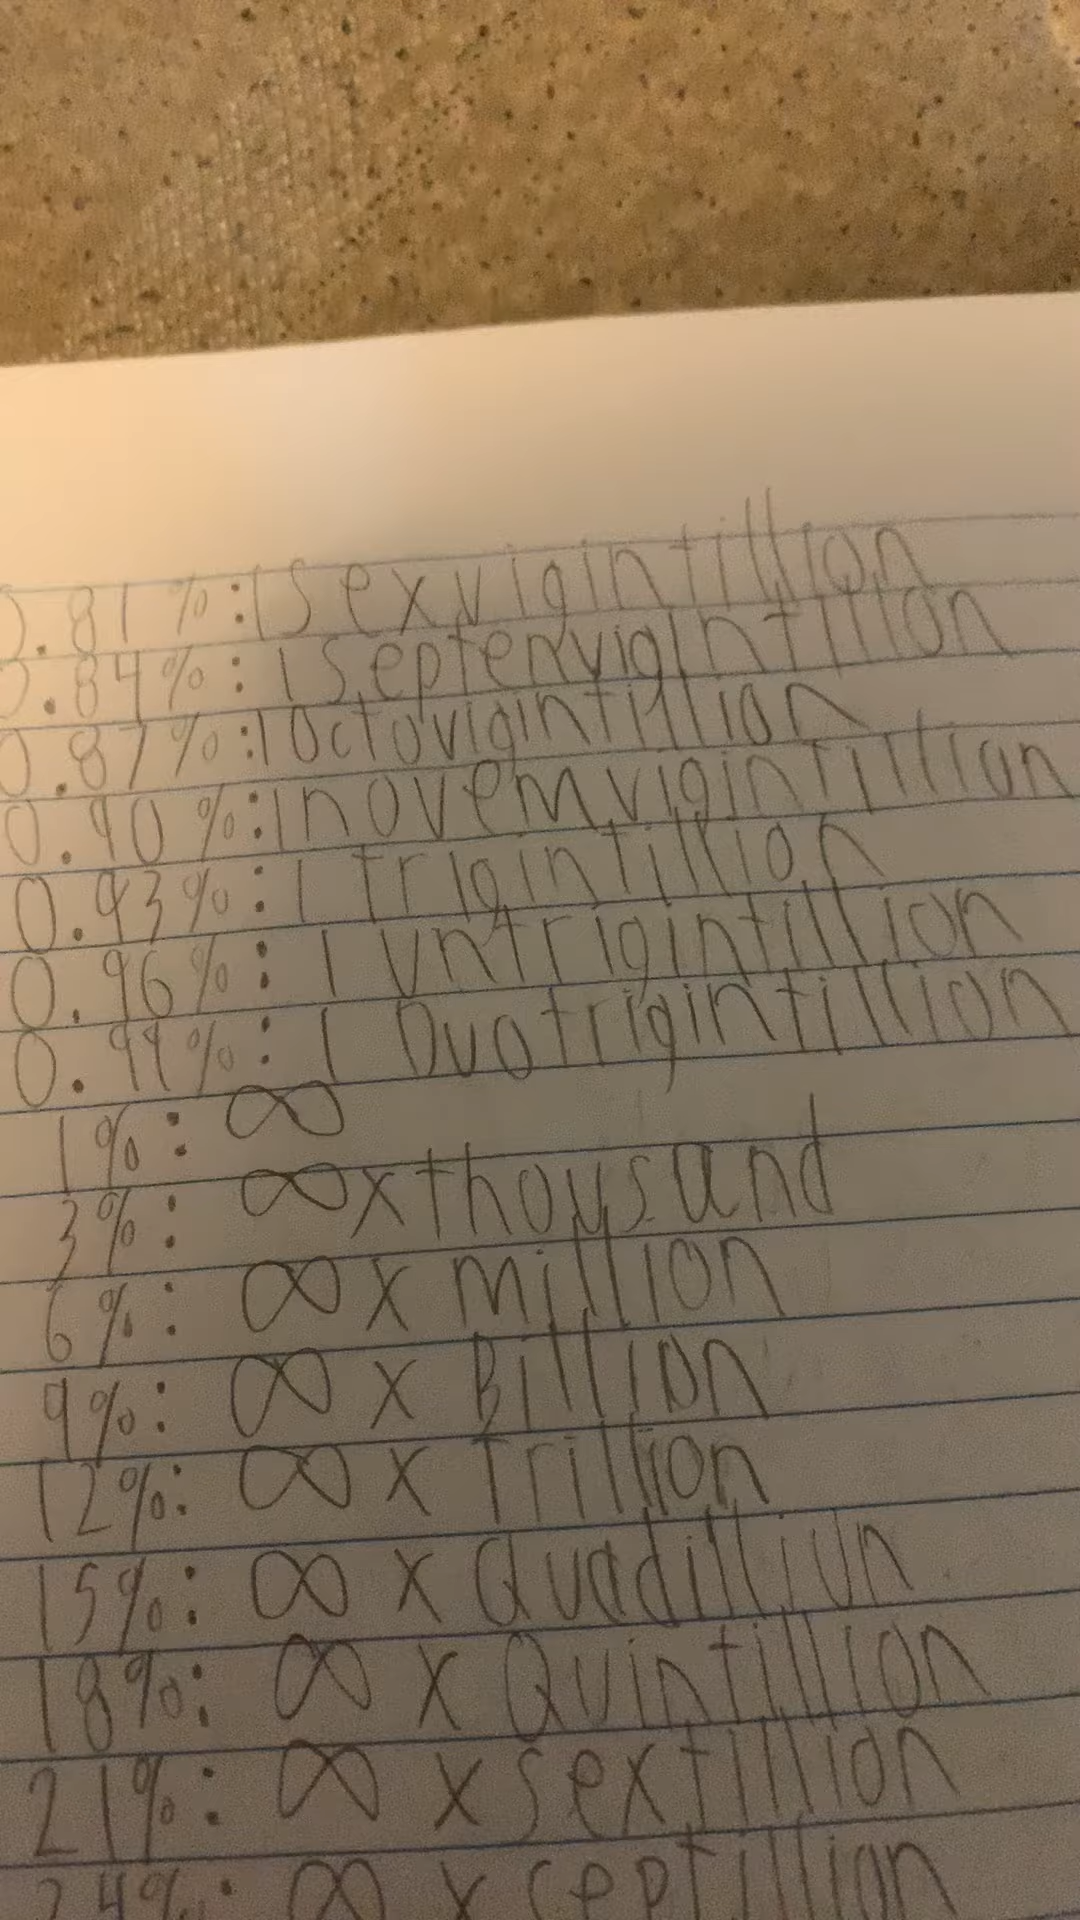 0.81%: 1 Sexvigintillion
0.84%: 1 Septenvigintillion
0.87%: 1 Octovigintillion
0.90%: 1 novemvigintillion
0.93%: 1 trigintillion
0.96%: 1 untrigintillion
0.99%: 1 Duotrigintillion
1%: ∞
3%: ∞ x thousand
6%: ∞ x million
9%: ∞ x Billion
12%: ∞ x Trillion
15%: ∞ x Quadillion
18%: ∞ x Quintillion
21%: ∞ x sextillion
24%: ∞ x septillion